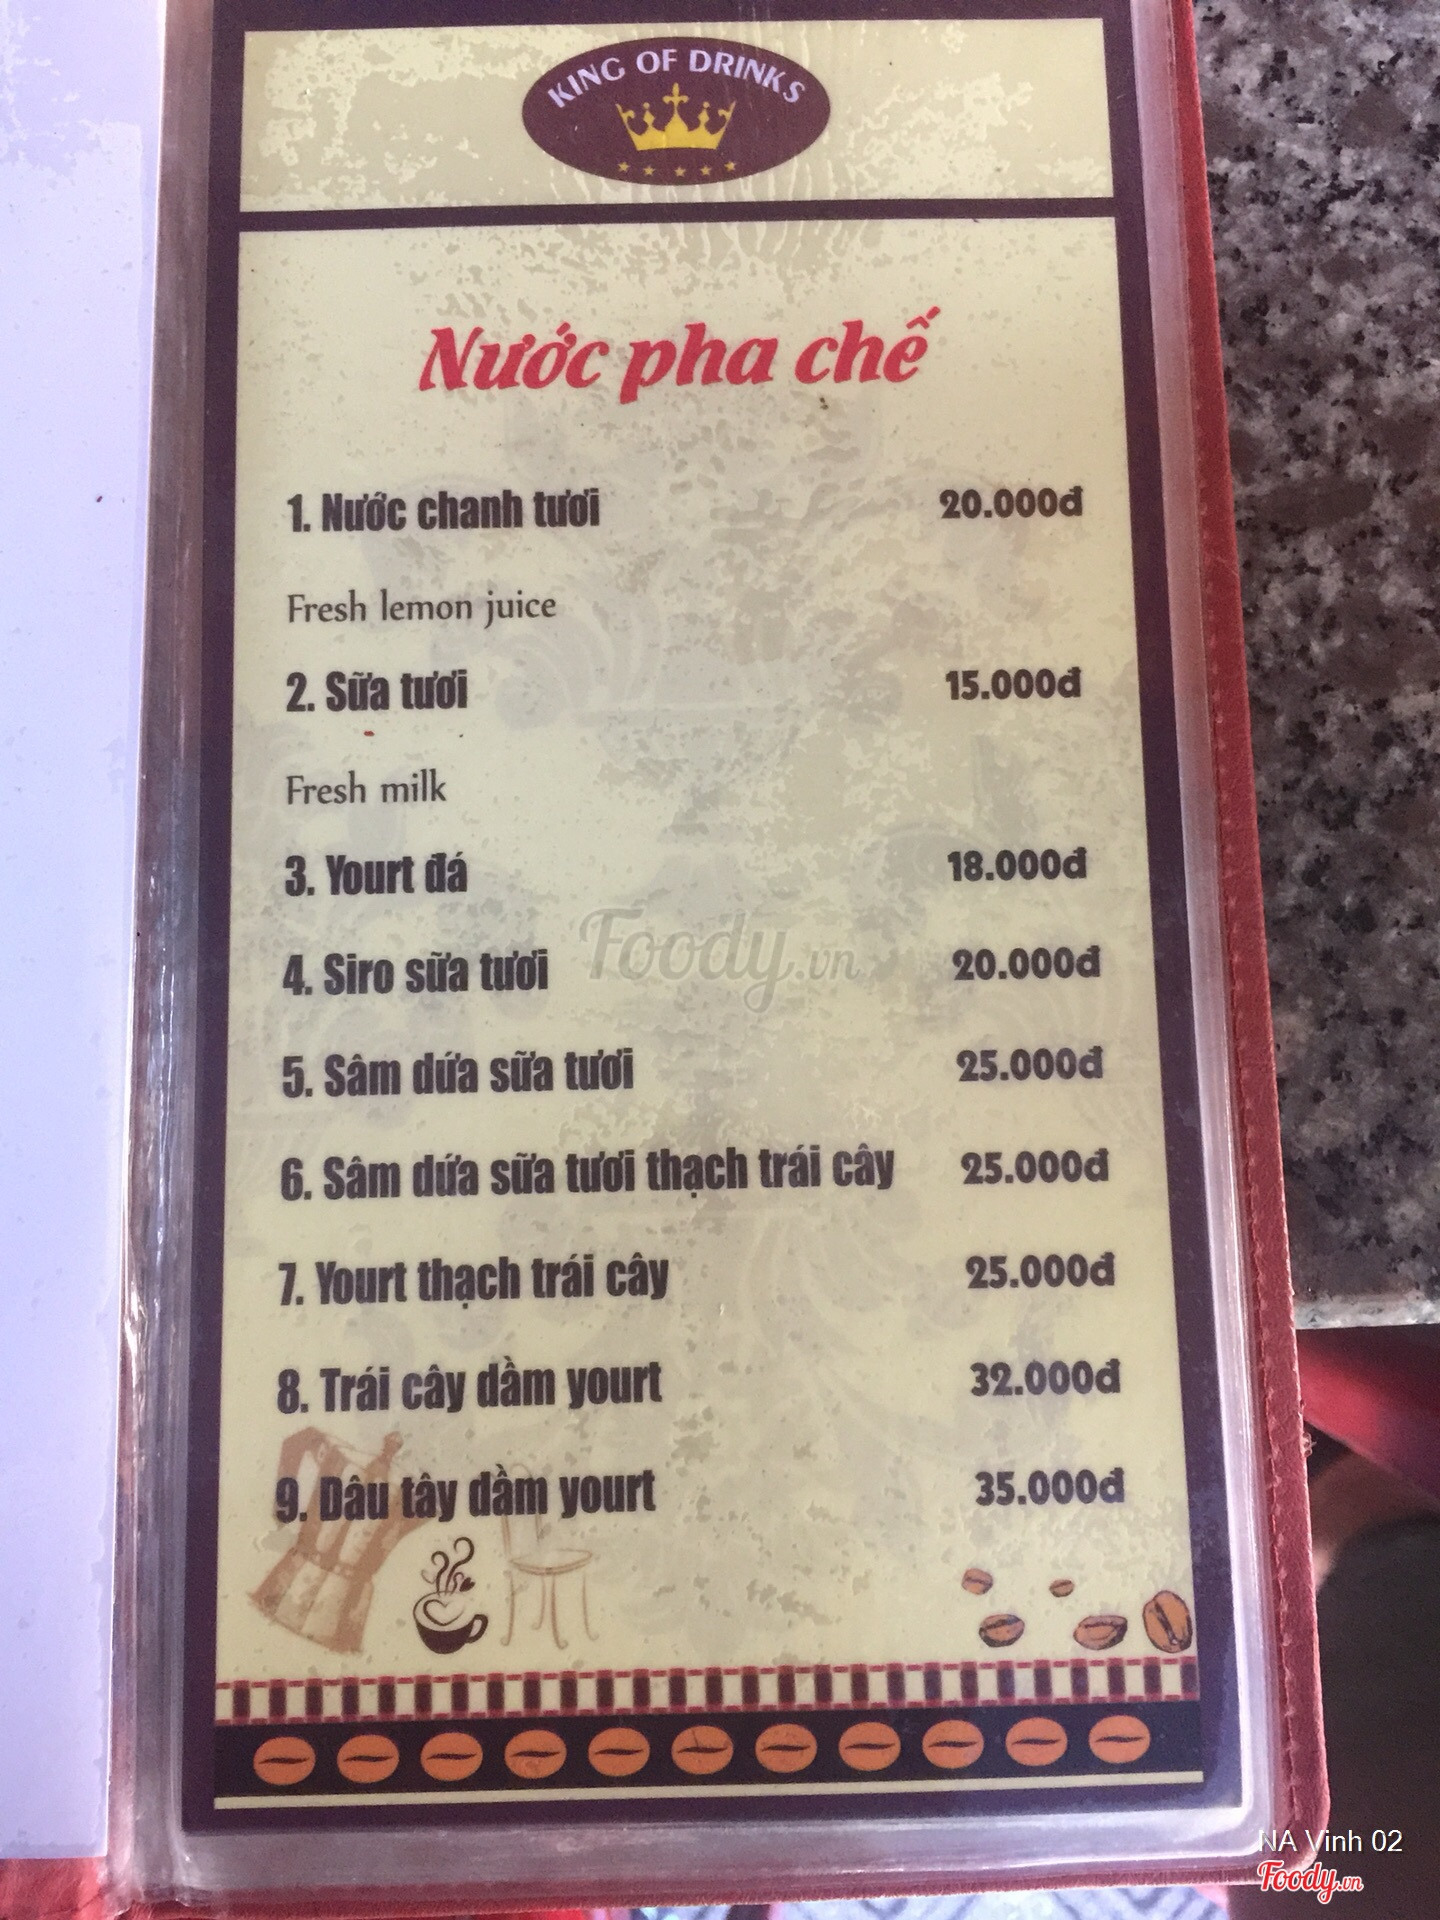 KING OF DRINKS
Nước pha chế
1. Nước chanh tươi 20.000đ
Fresh lemon juice
2. Sữa tươi 15.000đ
Fresh milk
3. Yourt đá 18.000đ
4. Siro sữa tươi 20.000đ
Foody.vn
5. Sâm dứa sữa tươi 25.000đ
6. Sâm dứa sữa tươi thạch trái cây 25.000đ
7. Yourt thạch trái cây 25.000đ
8. Trái cây dầm yourt 32.000đ
9. Dâu tây dầm yourt 35.000đ
NA Vinh 02
Foody.vn